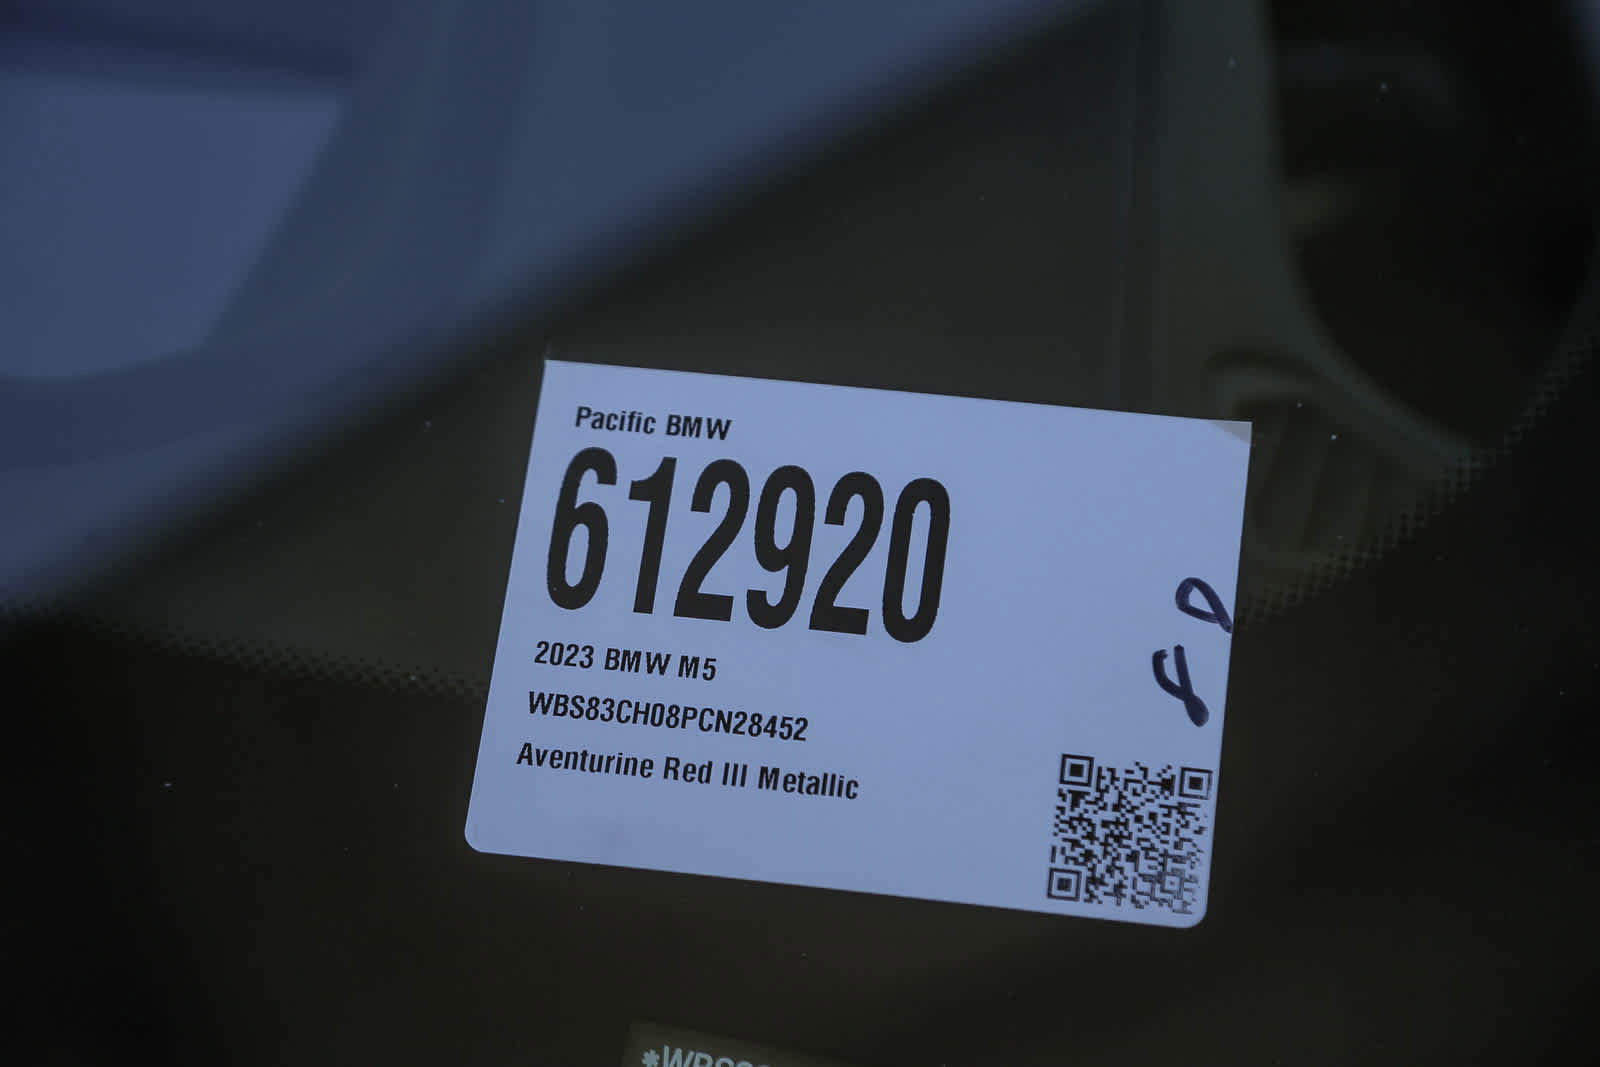 Pacific BMW
612920
2023 BMW M5
WBS83CH08PCN28452
Aventurine Red III Metallic